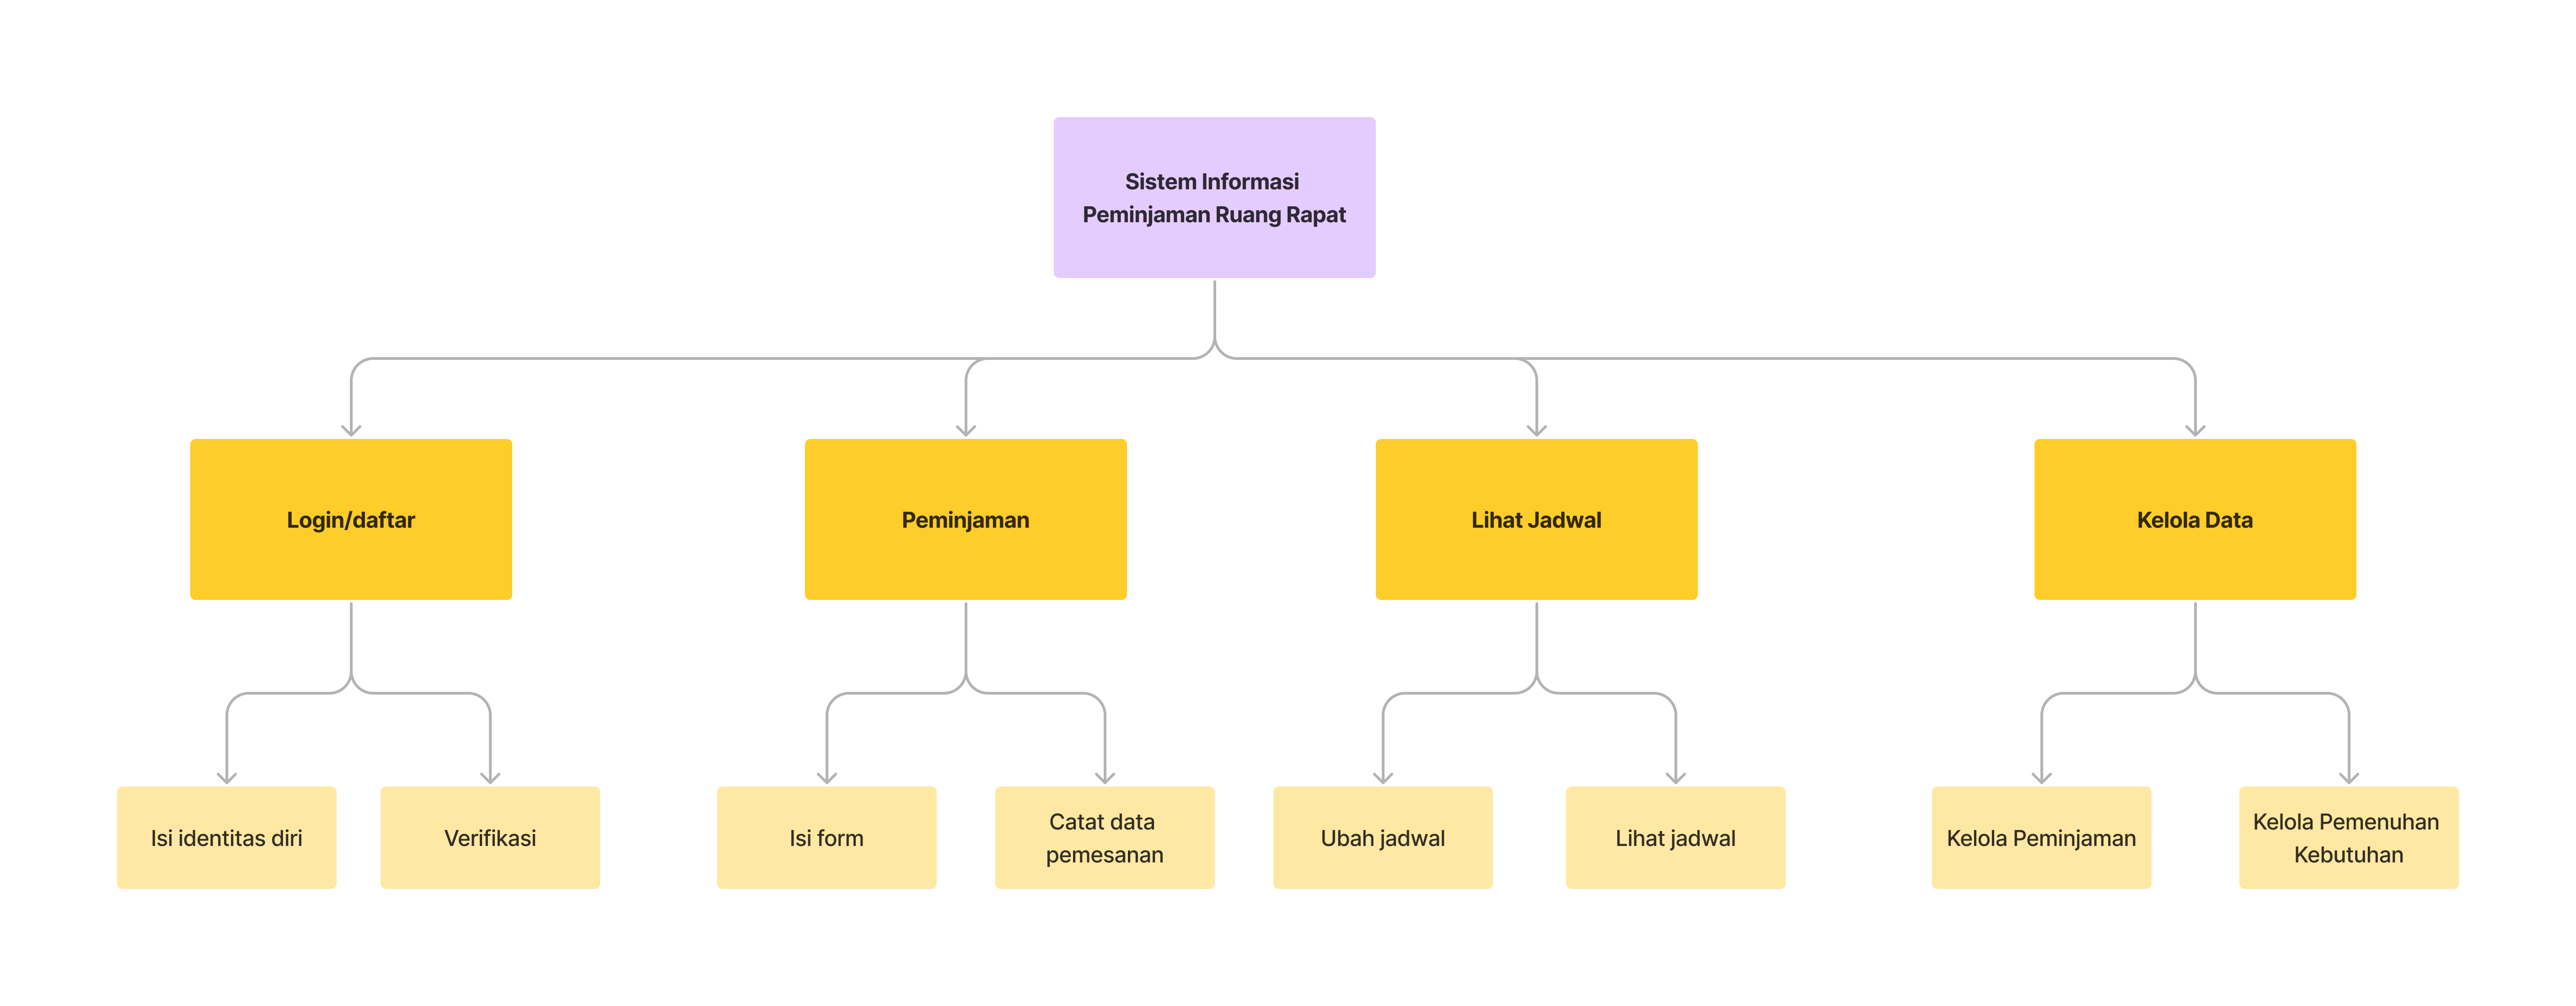 Sistem Informasi
Peminjaman Ruang Rapat
Login/daftar
Peminjaman
Lihat Jadwal
Kelola Data
Isi identitas diri
Verifikasi
Isi form
Catat data
pemesanan
Ubah jadwal
Lihat jadwal
Kelola Peminjaman
Kelola Pemenuhan
Kebutuhan